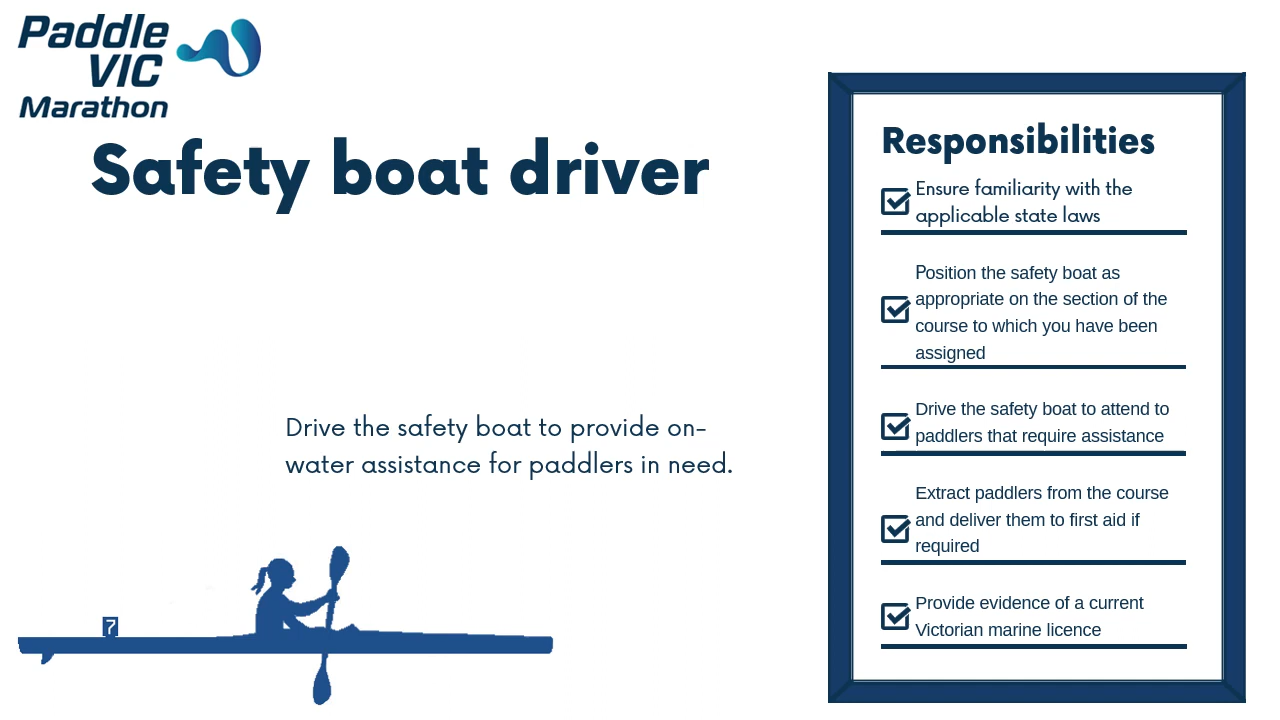 Paddle
VIC
Marathon
Safety boat driver
Drive the safety boat to provide on-
water assistance for paddlers in need.
7
Responsibilities
Ensure familiarity with the
applicable state laws
Position the safety boat as
appropriate on the section of the
course to which you have been
assigned
Drive the safety boat to attend to
paddlers that require assistance
Extract paddlers from the course
and deliver them to first aid if
required
Provide evidence of a current
Victorian marine licence